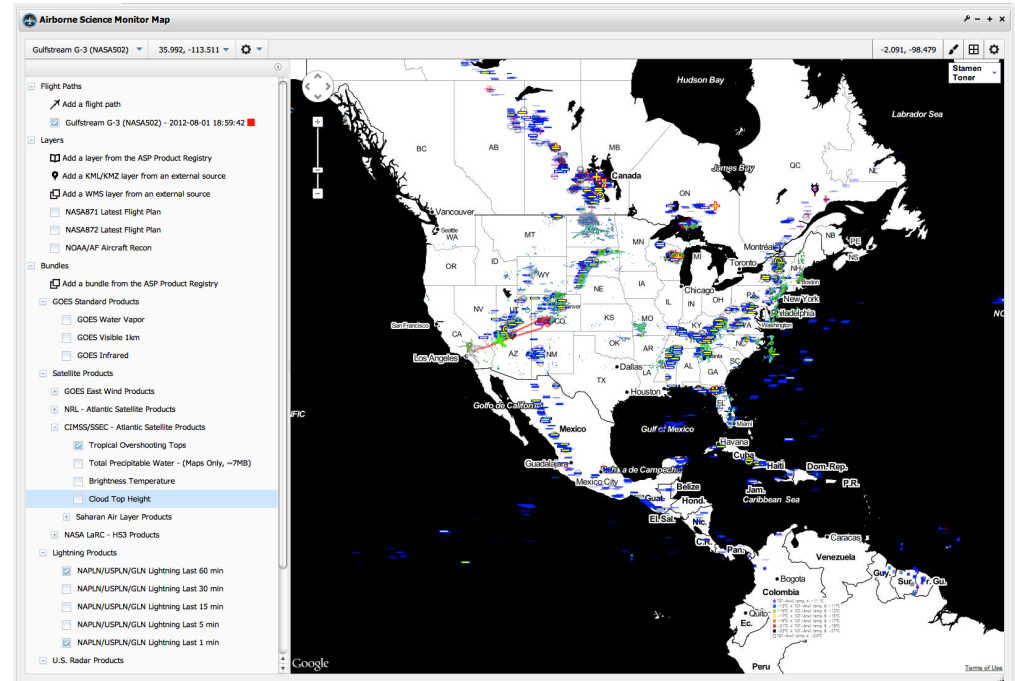 Airborne Science Monitor Map
Gulfstream G-3 (NASA502)
35.992, -113.511
-2.091, -98.479
Flight Paths
Add a flight path
Gulfstream G-3 (NASA502) - 2012-08-01 18:59:42
Layers
Add a layer from the ASP Product Registry
Add a KML/KMZ layer from an external source
Add a WMS layer from an external source
NASA871 Latest Flight Plan
NASA872 Latest Flight Plan
NOAA/AF Aircraft Recon
Bundles
Add a bundle from the ASP Product Registry
GOES Standard Products
GOES Water Vapor
GOES Visible 1km
GOES Infrared
Satellite Products
GOES East Wind Products
NRL - Atlantic Satellite Products
CIMSS/SSEC - Atlantic Satellite Products
Tropical Overshooting Tops
Total Precipitable Water - (Maps Only, ~7MB)
Brightness Temperature
Cloud Top Height
Saharan Air Layer Products
NASA LaRC - HS3 Products
Lightning Products
NAPLN/USPLN/GLN Lightning Last 60 min
NAPLN/USPLN/GLN Lightning Last 30 min
NAPLN/USPLN/GLN Lightning Last 15 min
NAPLN/USPLN/GLN Lightning Last 5 min
NAPLN/USPLN/GLN Lightning Last 1 min
U.S. Radar Products
Stamen
Toner
Hudson Bay
Labrador Sea
BC
AB
MB
QC
NL
James Bay
Canada
ON
Vancouver
Seattle
WA
MT
MN
Montréal
NB
PE
NS
Toronto
MI
OR
ID
WY
NH
Boston
IA
NE
Chicago
IL
IN
OH
PA
New York
Philadelphia
NV
UT
CO
KS
MO
KY
VA
Washington
San Francisco
CA
Los Angeles
AZ
NM
OK
AR
NC
SC
Dallas
LA
AL
GA
TX
Houston
FL
Miami
IFIC
Golfo de California
Mexico
Gulf of Mexico
Havana
Cuba
Guadalajara
Mexico City
a de Campeche
Haiti
Dom. Rep.
P.R.
Jam.
Belize
Guat.
Hond.
Caribbean Sea
El Sal.
Nic.
C.R.
Pan.
Caracas
Venezuela
Guy.
Sur.
Fr. Gu.
Bogota
Colombia
Quito
Ec.
Peru
Google
Terms of Use